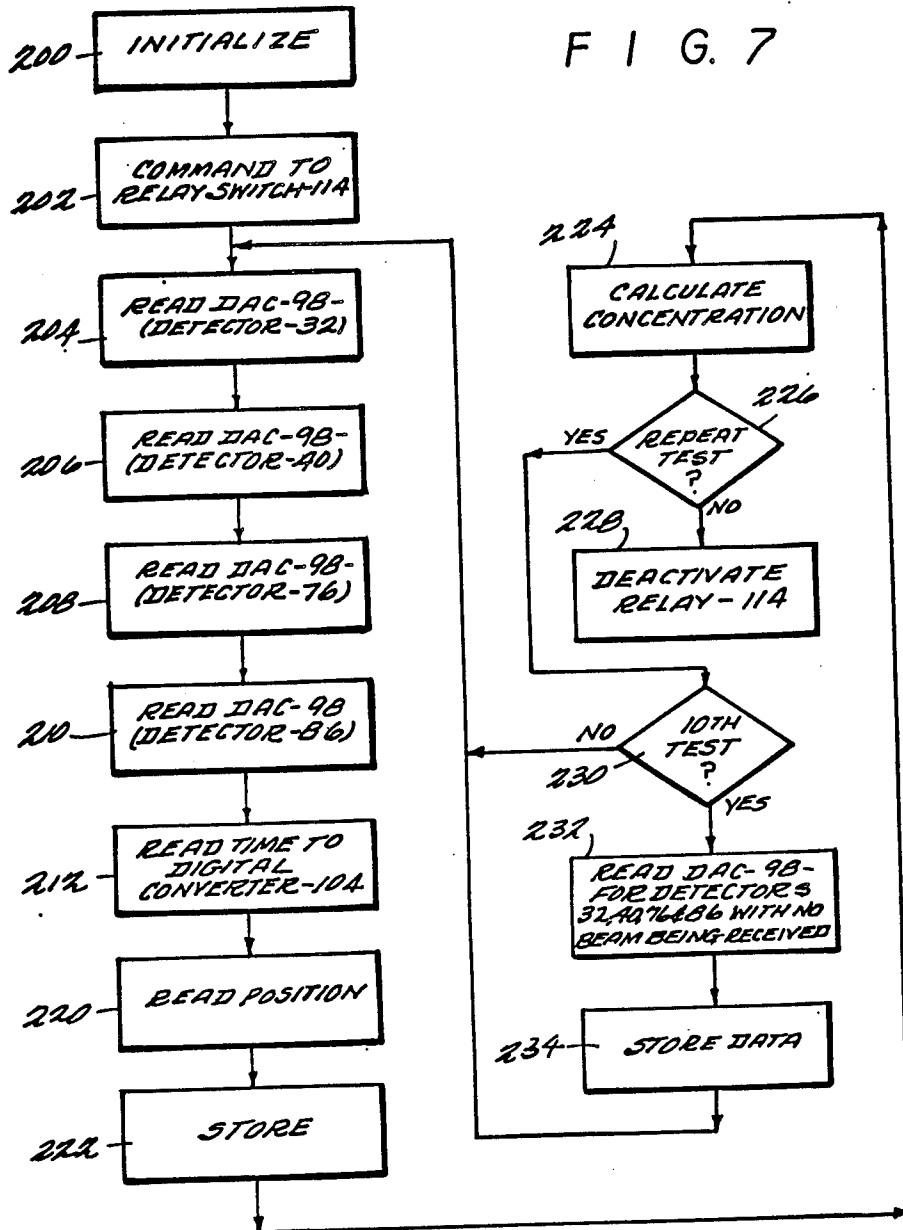 F I G. 7
200
INITIALIZE
202
COMMAND TO
RELAY SWITCH-114
204
READ DAC-98-
(DETECTOR-32)
206
READ DAC-98-
(DETECTOR-40)
208
READ DAC-98-
(DETECTOR-76)
210
READ DAC-98
(DETECTOR-86)
212
READ TIME TO
DIGITAL
CONVERTER-104
220
READ POSITION
222
STORE
224
CALCULATE
CONCENTRATION
226
REPEAT
TEST
?
YES
NO
228
DEACTIVATE
RELAY-114
230
10TH
TEST
?
NO
YES
232
READ DAC-98-
FOR DETECTORS
32,40,76&86 WITH NO
BEAM BEING RECEIVED
234
STORE DATA